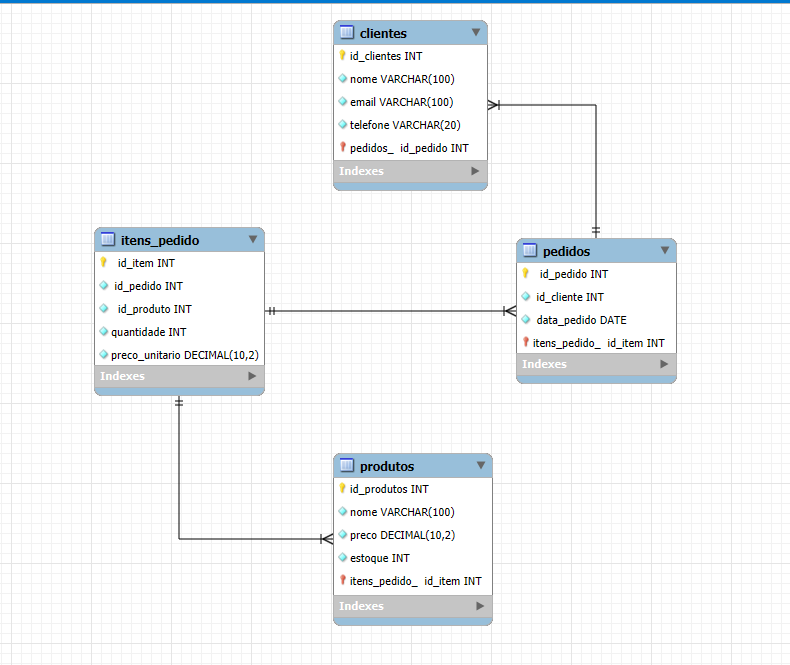 clientes
id_clientes INT
nome VARCHAR(100)
email VARCHAR(100)
telefone VARCHAR(20)
pedidos_ id_pedido INT
Indexes
itens_pedido
id_item INT
id_pedido INT
id_produto INT
quantidade INT
preco_unitario DECIMAL(10,2)
Indexes
pedidos
id_pedido INT
id_cliente INT
data_pedido DATE
itens_pedido_ id_item INT
Indexes
produtos
id_produtos INT
nome VARCHAR(100)
preco DECIMAL(10,2)
estoque INT
itens_pedido_ id_item INT
Indexes